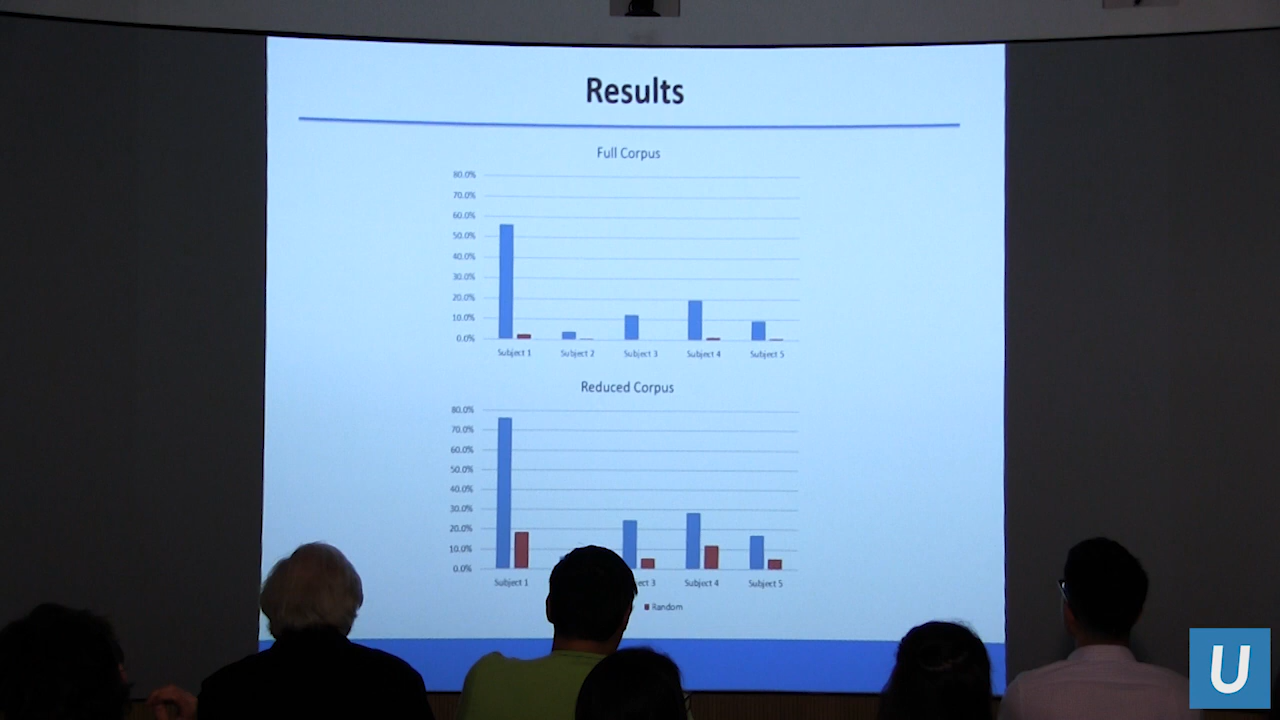 Results
Full Corpus
80.0%
70.0%
60.0%
50.0%
40.0%
30.0%
20.0%
10.0%
0.0%
Subject 1 Subject 2 Subject 3 Subject 4 Subject 5
Reduced Corpus
80.0%
70.0%
60.0%
50.0%
40.0%
30.0%
20.0%
10.0%
0.0%
Subject 1 ect 3 Subject 4 Subject 5
Random
U